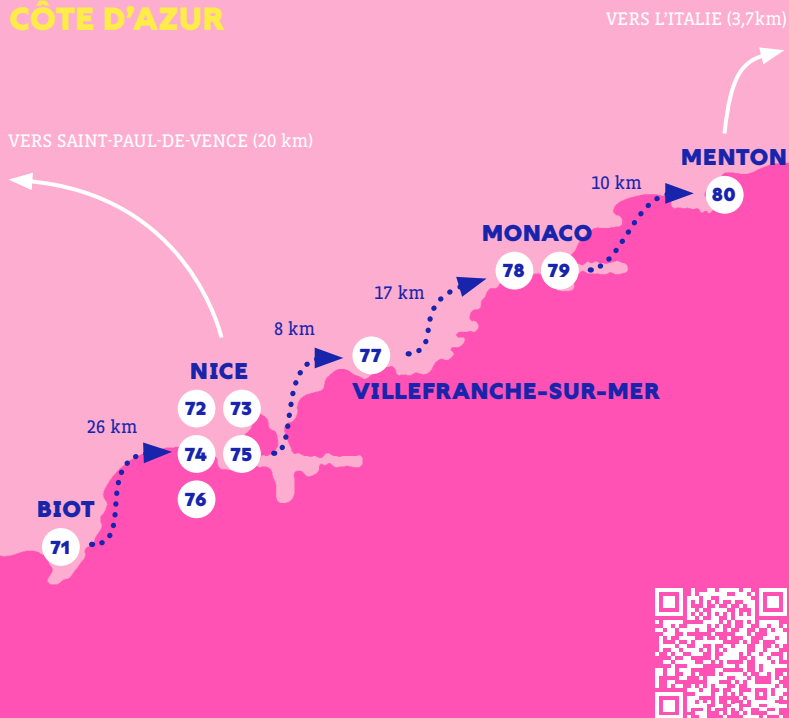 CÔTE D'AZUR
VERS L'ITALIE (3,7km)
VERS SAINT-PAUL-DE-VENCE (20 km)
MENTON
10 km
80
MONACO
78 79
17 km
8 km
77
NICE
VILLEFRANCHE-SUR-MER
72 73
26 km
74 75
76
BIOT
71